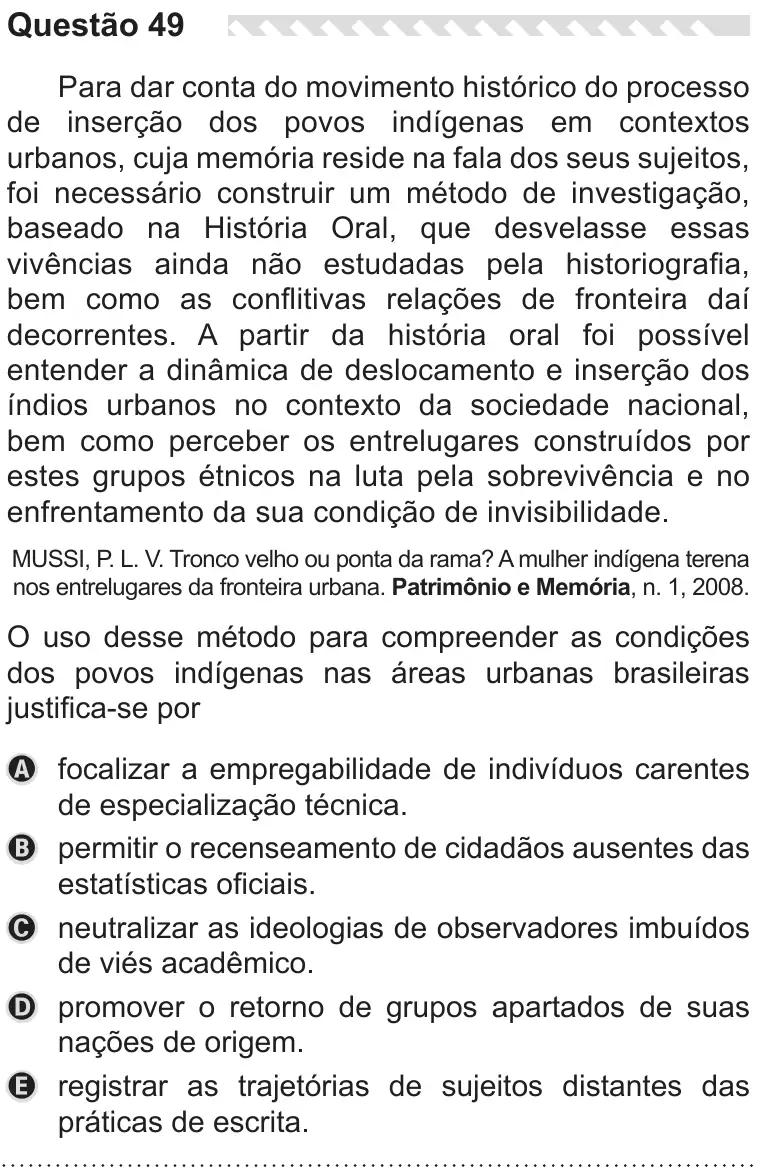 Questão 49
Para dar conta do movimento histórico do processo
de inserção dos povos indígenas em contextos
urbanos, cuja memória reside na fala dos seus sujeitos,
foi necessário construir um método de investigação,
baseado na História Oral, que desvelasse essas
vivências ainda não estudadas pela historiografia,
bem como as conflitivas relações de fronteira daí
decorrentes. A partir da história oral foi possível
entender a dinâmica de deslocamento e inserção dos
índios urbanos no contexto da sociedade nacional,
bem como perceber os entrelugares construídos por
estes grupos étnicos na luta pela sobrevivência e no
enfrentamento da sua condição de invisibilidade.
MUSSI, P. L. V. Tronco velho ou ponta da rama? A mulher indígena terena
nos entrelugares da fronteira urbana. Patrimônio e Memória, n. 1, 2008.
O uso desse método para compreender as condições
dos povos indígenas nas áreas urbanas brasileiras
justifica-se por
A focalizar a empregabilidade de indivíduos carentes
de especialização técnica.
B permitir o recenseamento de cidadãos ausentes das
estatísticas oficiais.
C neutralizar as ideologias de observadores imbuídos
de viés acadêmico.
D promover o retorno de grupos apartados de suas
nações de origem.
E registrar as trajetórias de sujeitos distantes das
práticas de escrita.